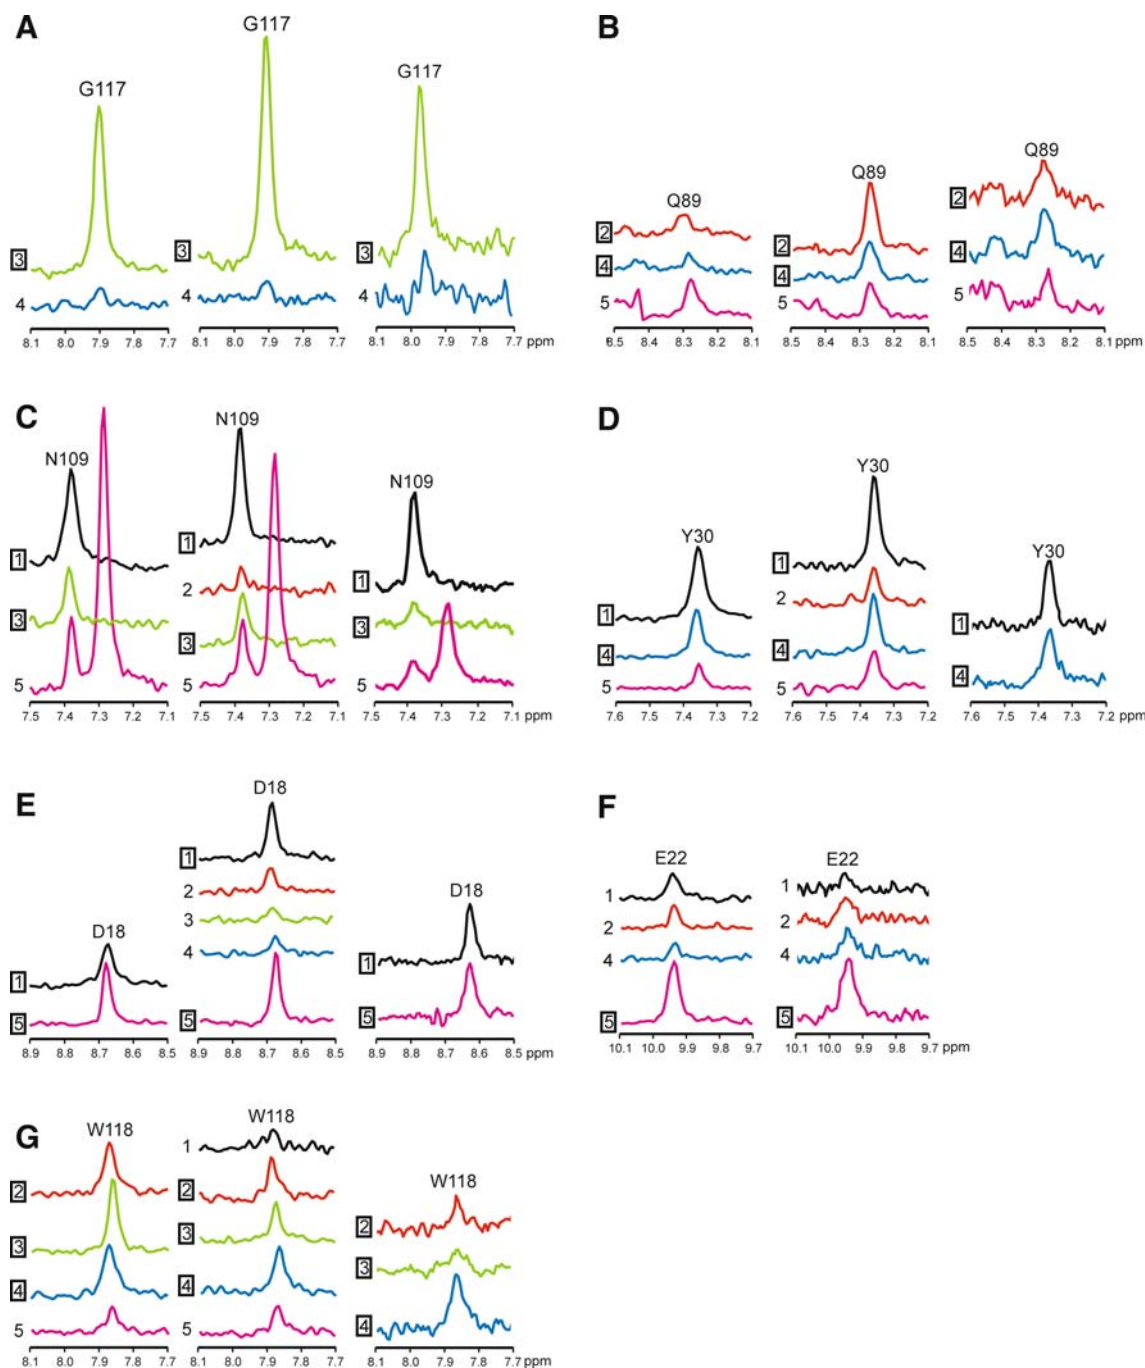 A
G117
3
4
8.1 8.0 7.9 7.8 7.7
G117
3
4
8.1 8.0 7.9 7.8 7.7
G117
3
4
8.1 8.0 7.9 7.8 7.7 ppm
B
Q89
2
4
5
8.5 8.4 8.3 8.2 8.1
Q89
2
4
5
8.5 8.4 8.3 8.2 8.1
Q89
2
4
5
8.5 8.4 8.3 8.2 8.1 ppm
C
N109
1
3
5
7.5 7.4 7.3 7.2 7.1
N109
1
2
3
5
7.5 7.4 7.3 7.2 7.1
N109
1
3
5
7.5 7.4 7.3 7.2 7.1 ppm
D
Y30
1
4
5
7.6 7.5 7.4 7.3 7.2
Y30
1
2
4
5
7.6 7.5 7.4 7.3 7.2
Y30
1
4
7.6 7.5 7.4 7.3 7.2 ppm
E
D18
1
5
8.9 8.8 8.7 8.6 8.5
D18
1
2
3
4
5
8.9 8.8 8.7 8.6 8.5
D18
1
5
8.9 8.8 8.7 8.6 8.5 ppm
F
E22
1
2
4
5
10.1 10.0 9.9 9.8 9.7
E22
1
2
4
5
10.1 10.0 9.9 9.8 9.7 ppm
G
W118
2
3
4
5
8.1 8.0 7.9 7.8 7.7
W118
1
2
3
4
5
8.1 8.0 7.9 7.8 7.7
W118
2
3
4
8.1 8.0 7.9 7.8 7.7 ppm